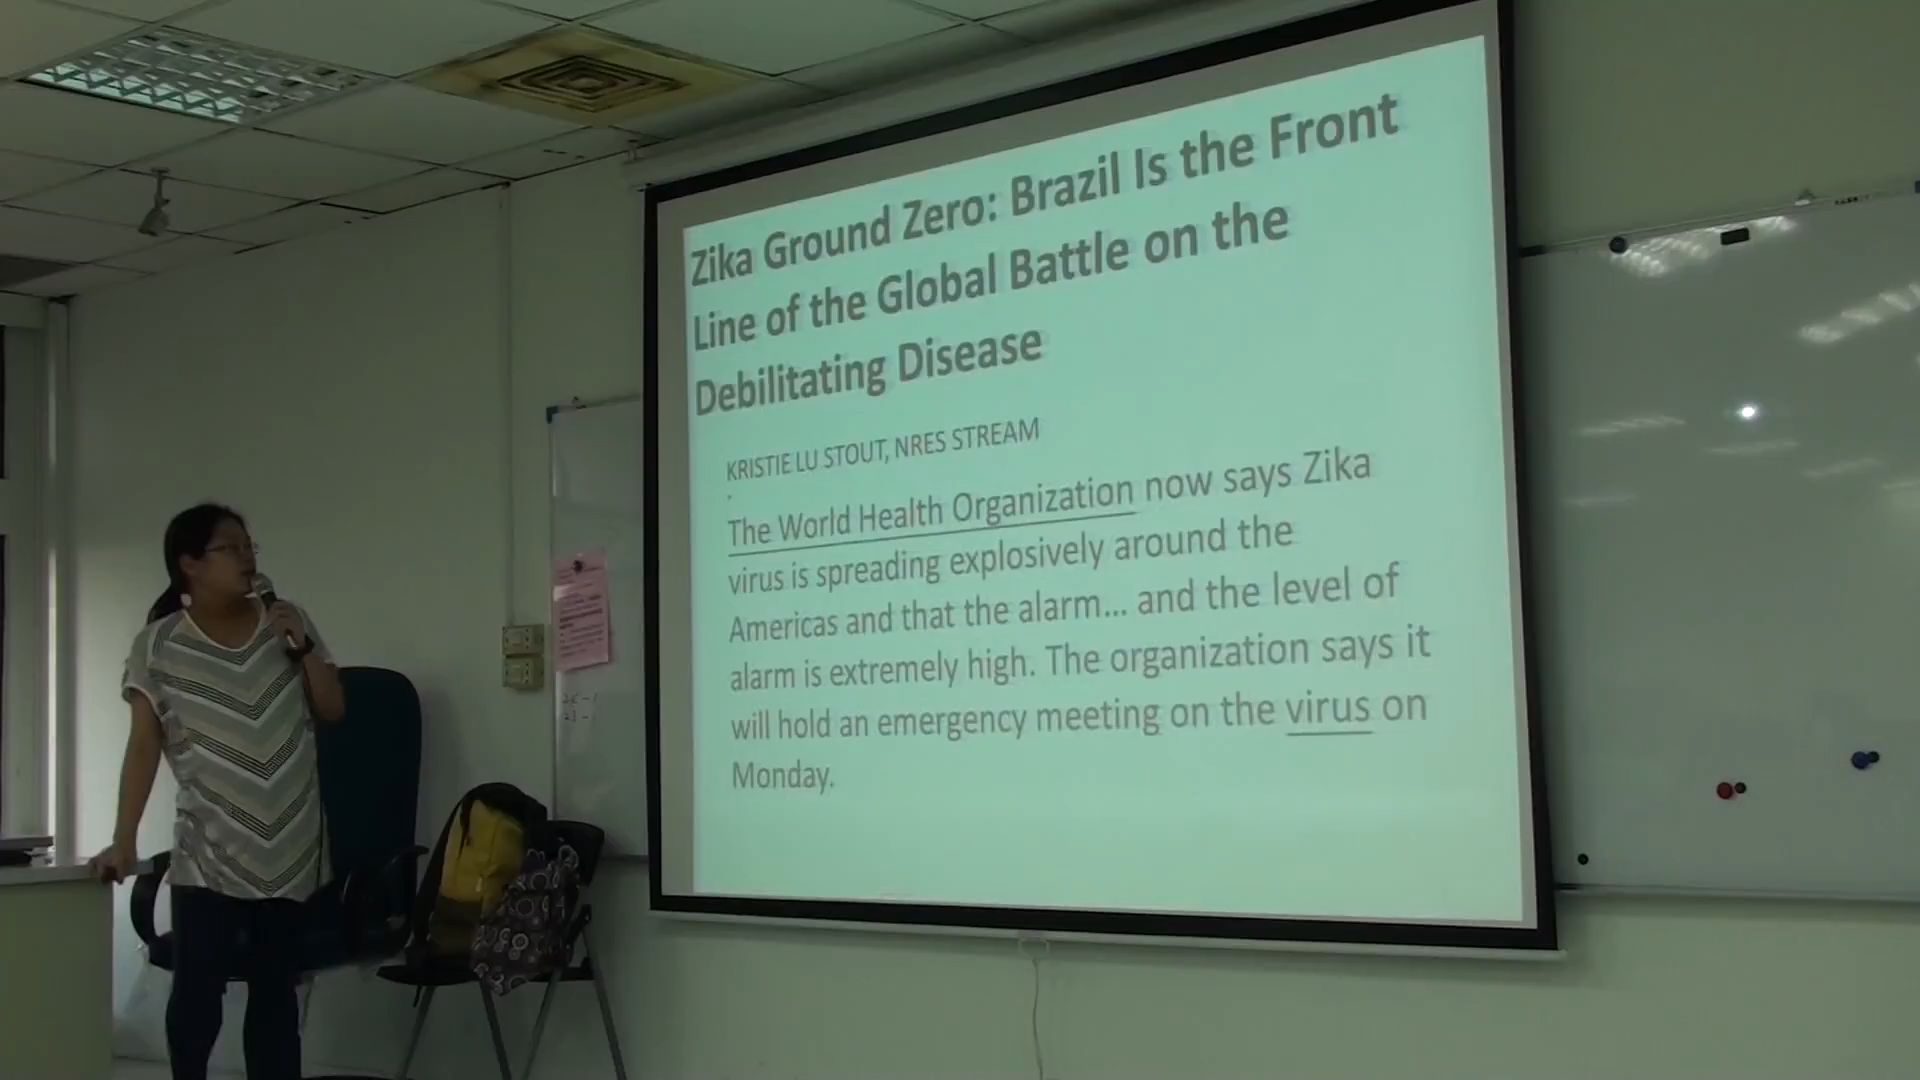 Zika Ground Zero: Brazil Is the Front
Line of the Global Battle on the
Debilitating Disease
KRISTIE LU STOUT, NRES STREAM
The World Health Organization now says Zika
virus is spreading explosively around the
Americas and that the alarm... and the level of
alarm is extremely high. The organization says it
will hold an emergency meeting on the virus on
Monday.